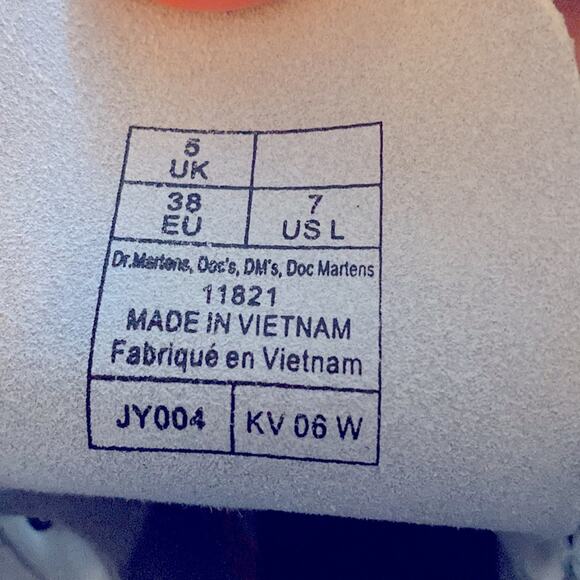 5
UK
38
EU
7
US L
Dr.Martens, Doc's, DM's, Doc Martens
11821
MADE IN VIETNAM
Fabriqué en Vietnam
JY004
KV 06 W